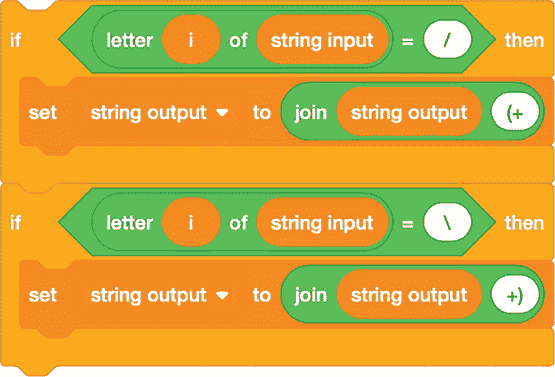 if letter i of string input = / then
set string output to join string output (+
if letter i of string input = \ then
set string output to join string output +)